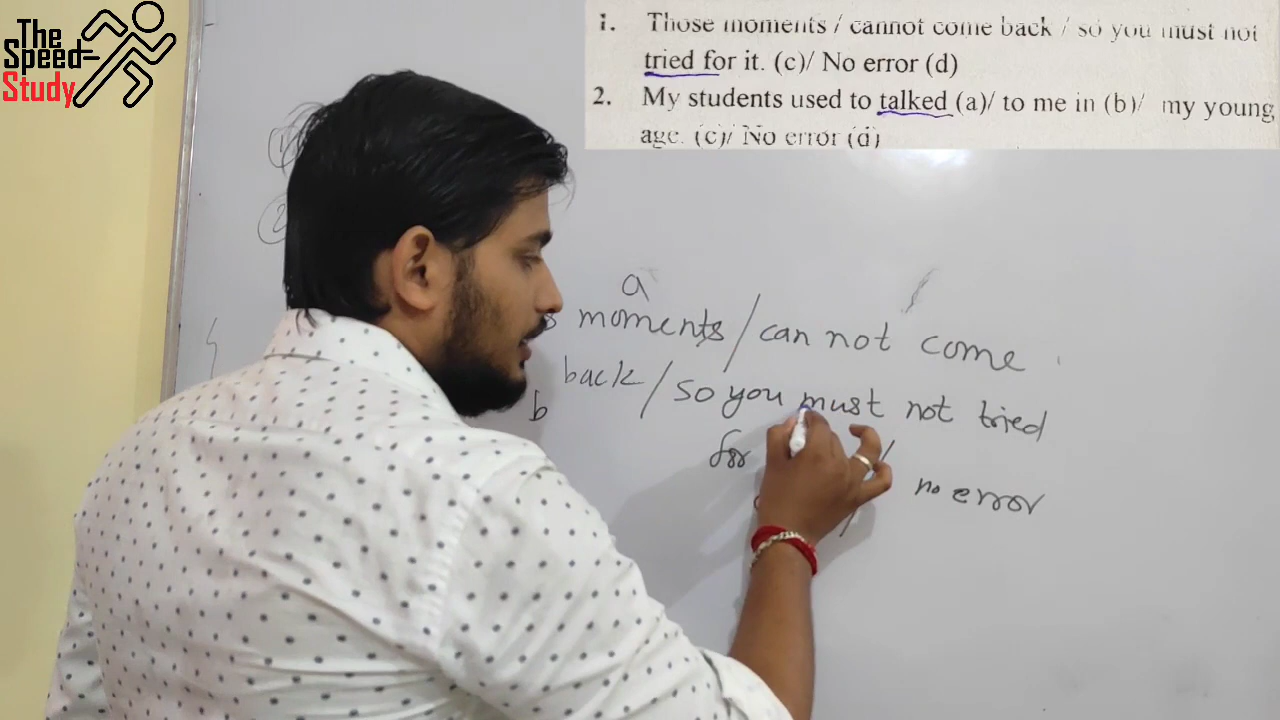 The
Speed
Study
1. Those moments / cannot come back / so you must not
tried for it. (c)/ No error (d)
2. My students used to talked (a)/ to me in (b)/ my young
age. (c)/ No error (d)
a
moments / can not come
back / so you must not tried
b
for
no error